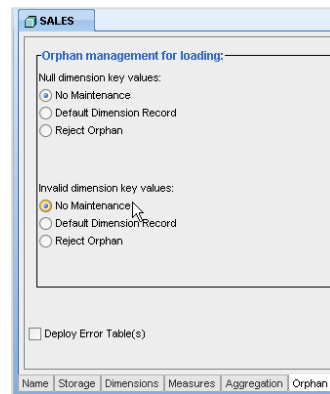 SALES
Orphan management for loading:
Null dimension key values:
No Maintenance
Default Dimension Record
Reject Orphan
Invalid dimension key values:
No Maintenance
Default Dimension Record
Reject Orphan
Deploy Error Table(s)
Name Storage Dimensions Measures Aggregation Orphan